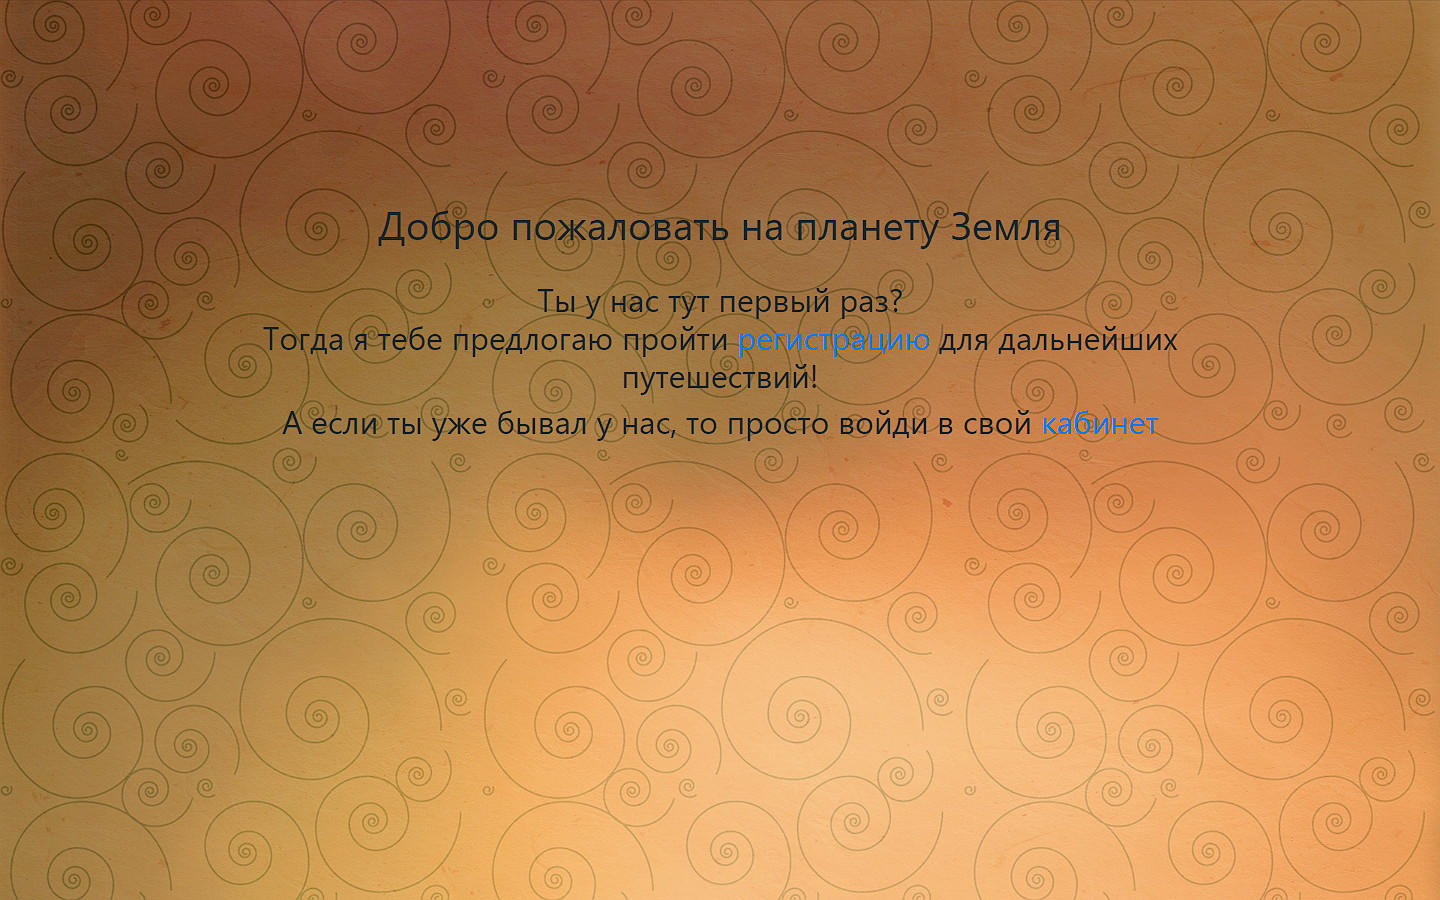 Добро пожаловать на планету Земля
Ты у нас тут первый раз?
Тогда я тебе предлогаю пройти регистрацию для дальнейших
путешествий!
А если ты уже бывал у нас, то просто войди в свой кабинет